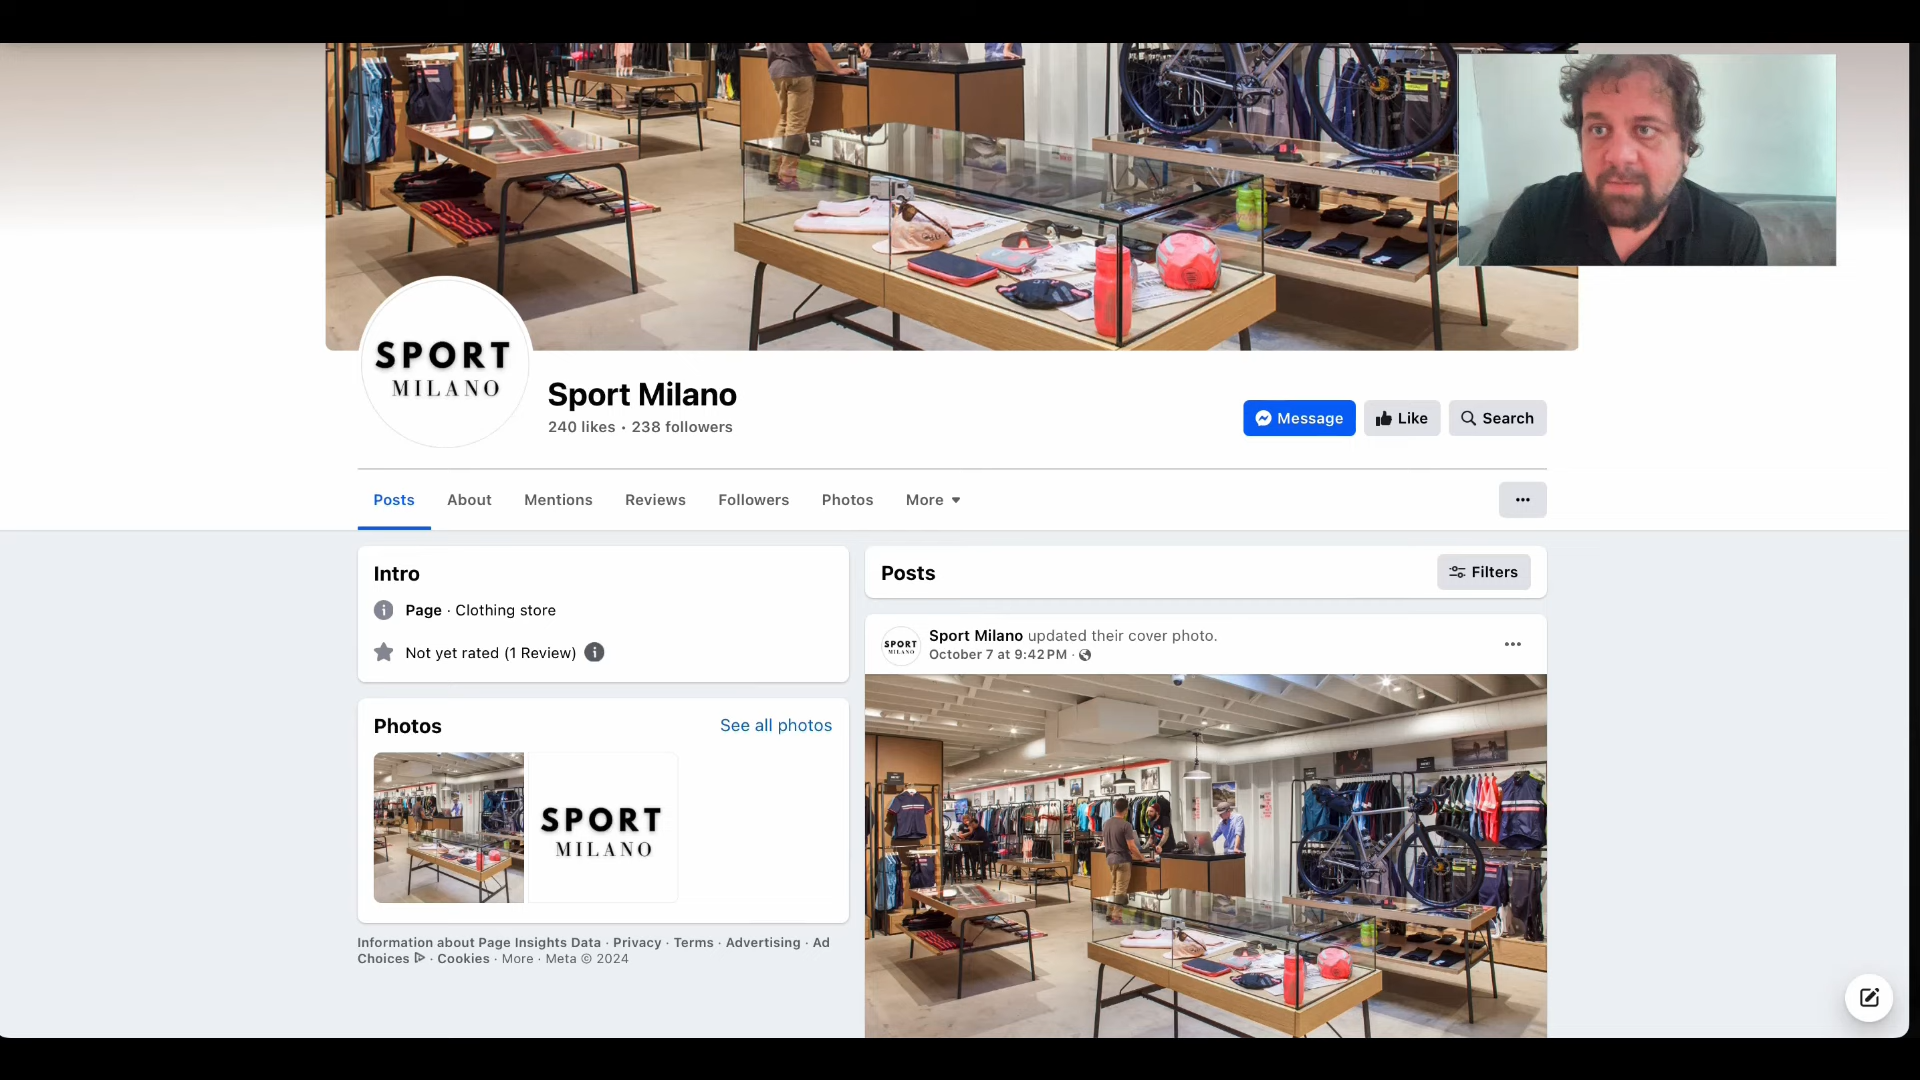 SPORT
MILANO
Sport Milano
240 likes • 238 followers
Message
Like
Search
Posts
About
Mentions
Reviews
Followers
Photos
More
Intro
Page · Clothing store
Not yet rated (1 Review)
Photos
See all photos
SPORT
MILANO
Information about Page Insights Data · Privacy · Terms · Advertising · Ad
Choices · Cookies · More · Meta © 2024
Posts
Filters
SPORT
MILANO
Sport Milano updated their cover photo.
October 7 at 9:42 PM ·